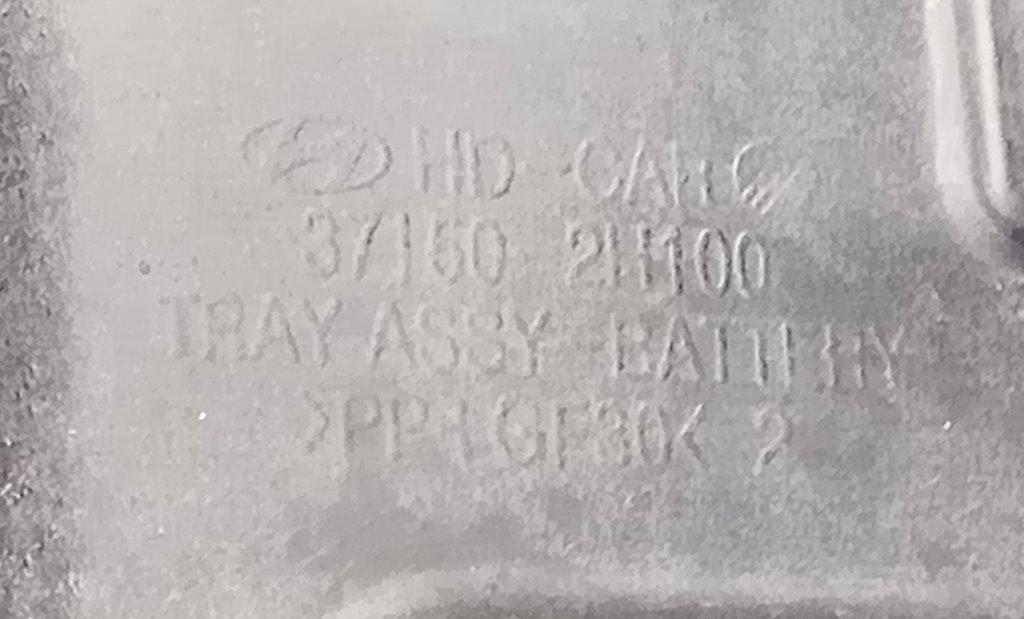 HD CAR
37150 2H100
TRAY ASSY - BATTERY
>PP+GF30< 2